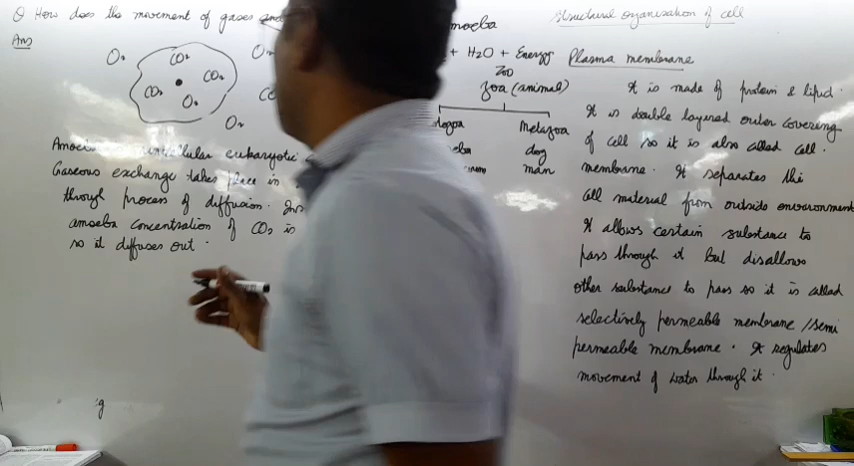 Q How does the movement of gases
Ans
O₂
CO₂
O₂
CO₂
CO₂
O₂
O₂
eukaryotic
Gaseous exchange takes place in
through process of diffusion.
amoeba concentration of CO₂ is
so it diffuses out.
moeba
+ H2O + Energy
Zoo
Zoa (animal)
Metazoa
dog
man
Structural organisation of cell
Plasma membrane
It is made of protein & lipid.
It is double layered outer covering
of cell so it is also called cell.
membrane. It separates the
cell material from outside environment
It allows certain substance to
pass through it but disallows
other substance to pass so it is called
selectively permeable membrane /semi
permeable membrane. It regulates
movement of water through it.